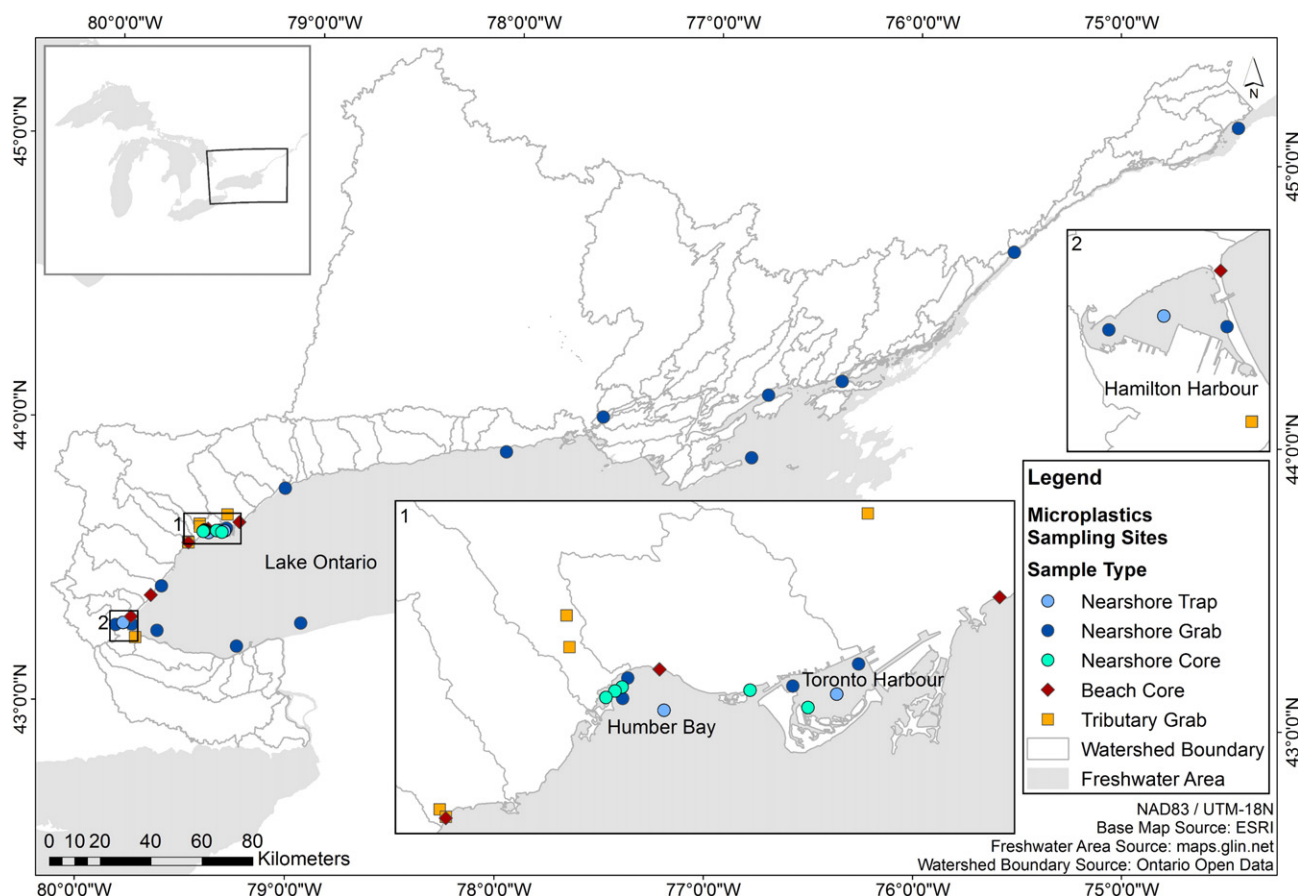 80°0'0"W 79°0'0"W 78°0'0"W 77°0'0"W 76°0'0"W 75°0'0"W
N
45°0'0"N
45°0'0"N
2
Hamilton Harbour
44°0'0"N
44°0'0"N
Legend
Microplastics
Sampling Sites
Sample Type
Nearshore Trap
Nearshore Grab
Nearshore Core
Beach Core
Tributary Grab
Watershed Boundary
Freshwater Area
1
Lake Ontario
2
1
Toronto Harbour
Humber Bay
43°0'0"N
43°0'0"N
NAD83 / UTM-18N
Base Map Source: ESRI
Freshwater Area Source: maps.glin.net
Watershed Boundary Source: Ontario Open Data
0 10 20 40 60 80
Kilometers
80°0'0"W 79°0'0"W 78°0'0"W 77°0'0"W 76°0'0"W 75°0'0"W